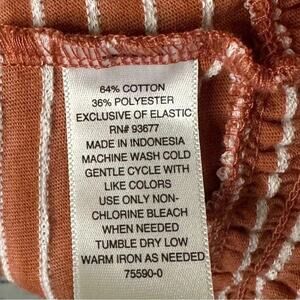 64% COTTON
36% POLYESTER
EXCLUSIVE OF ELASTIC
RN# 93677
MADE IN INDONESIA
MACHINE WASH COLD
GENTLE CYCLE WITH
LIKE COLORS
USE ONLY NON-
CHLORINE BLEACH
WHEN NEEDED
TUMBLE DRY LOW
WARM IRON AS NEEDED
75590-0